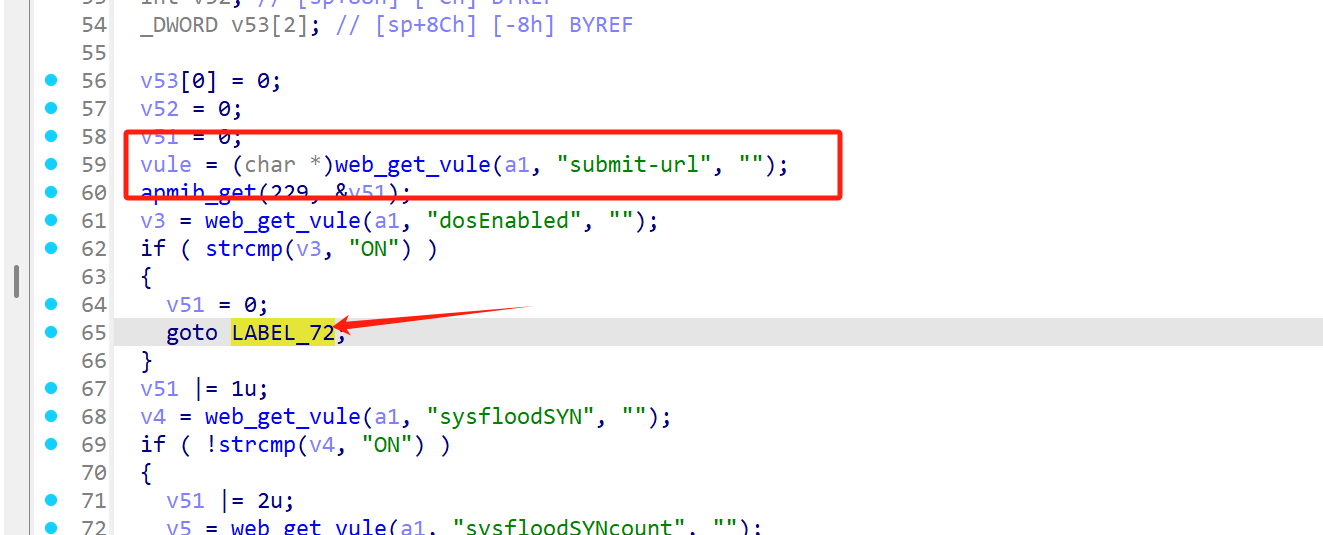 54 _DWORD v53[2]; // [sp+8Ch] [-8h] BYREF
55
56 v53[0] = 0;
57 v52 = 0;
58 v51 = 0;
59 vule = (char *)web_get_vule(a1, "submit-url", "");
60 apmib_get(229, &v51);
61 v3 = web_get_vule(a1, "dosEnabled", "");
62 if ( strcmp(v3, "ON") )
63 {
64 v51 = 0;
65 goto LABEL_72;
66 }
67 v51 |= 1u;
68 v4 = web_get_vule(a1, "sysfloodSYN", "");
69 if ( !strcmp(v4, "ON") )
70 {
71 v51 |= 2u;
72 v5 = web_get_vule(a1, "sysfloodSYNcount", "");